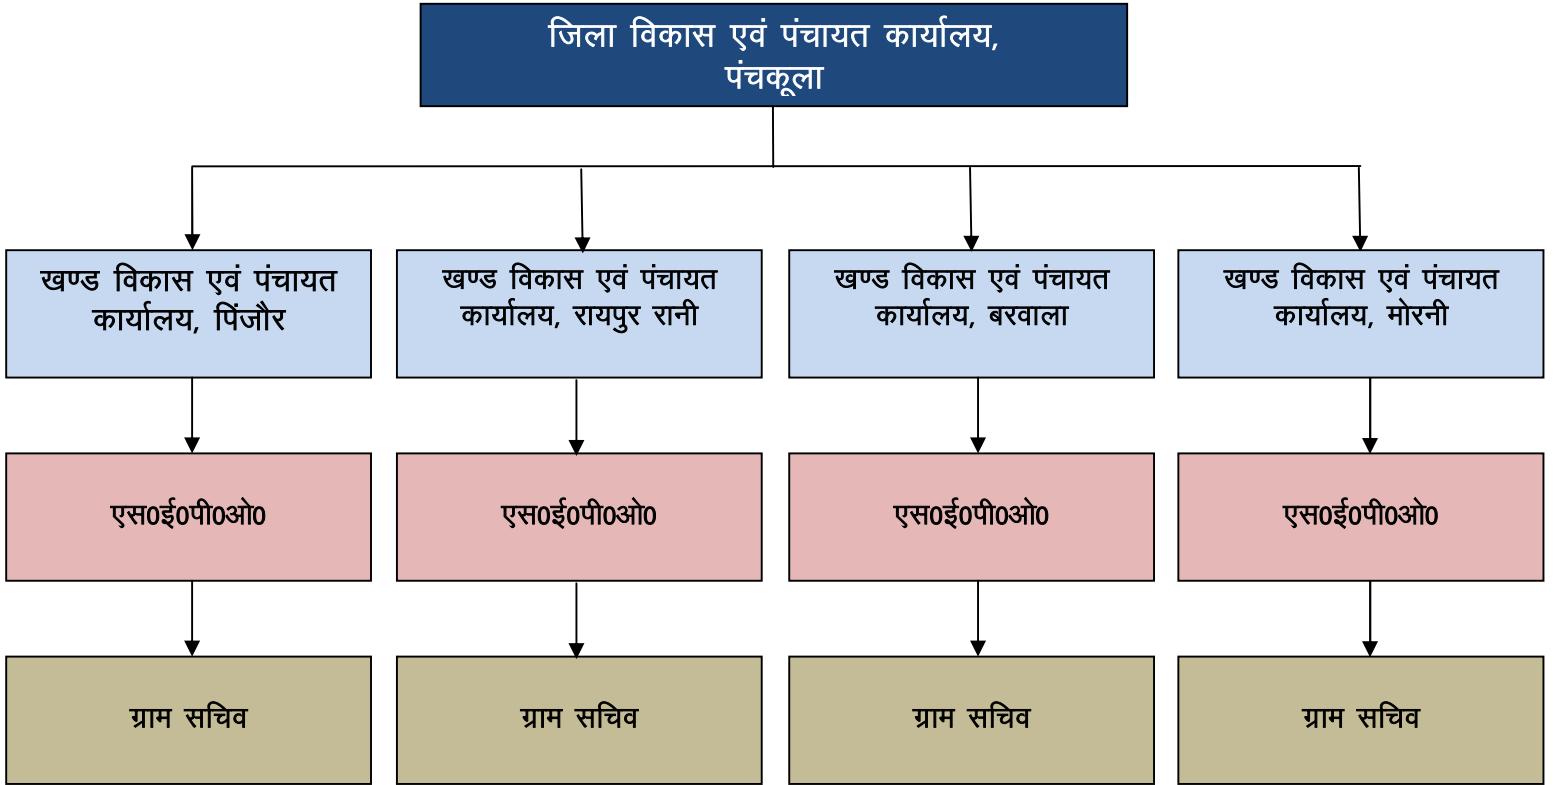 जिला विकास एवं पंचायत कार्यालय,
पंचकूला
खण्ड विकास एवं पंचायत
कार्यालय, पिंजौर
खण्ड विकास एवं पंचायत
कार्यालय, रायपुर रानी
खण्ड विकास एवं पंचायत
कार्यालय, बरवाला
खण्ड विकास एवं पंचायत
कार्यालय, मोरनी
एस0ई0पी0ओ0
एस0ई0पी0ओ0
एस0ई0पी0ओ0
एस0ई0पी0ओ0
ग्राम सचिव
ग्राम सचिव
ग्राम सचिव
ग्राम सचिव